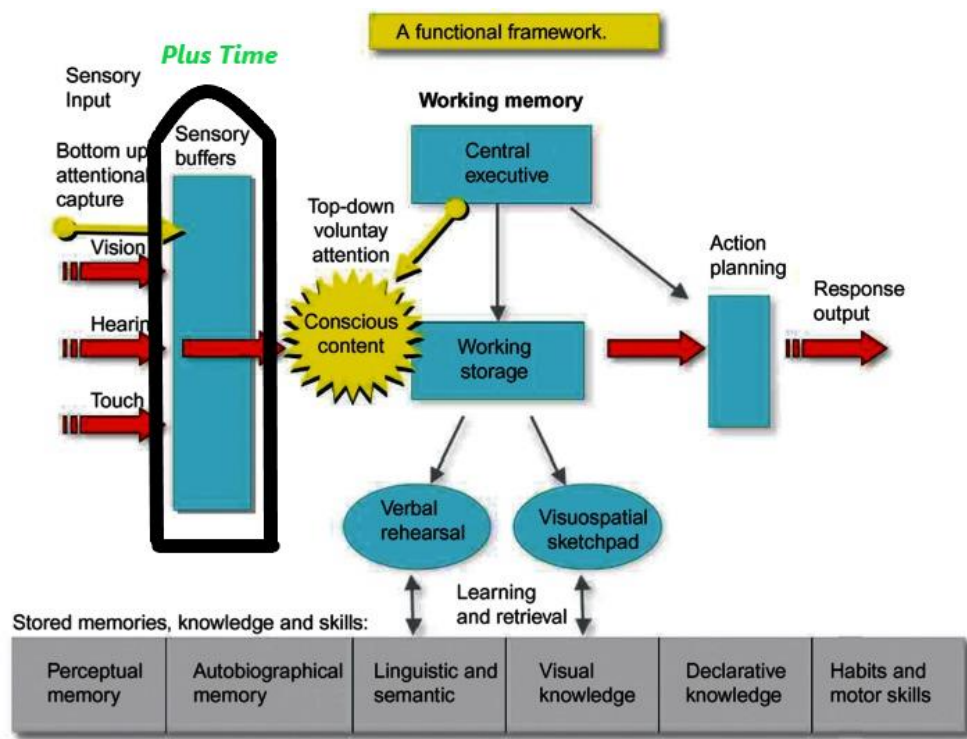 A functional framework.
Plus Time
Sensory
Input
Working memory
Sensory
buffers
Central
executive
Bottom up
attentional
capture
Top-down
voluntay
attention
Action
planning
Vision
Response
output
Hearin
Conscious
content
Working
storage
Touch
Verbal
rehearsal
Visuospatial
sketchpad
Learning
and retrieval
Stored memories, knowledge and skills:
Perceptual
memory
Autobiographical
memory
Linguistic and
semantic
Visual
knowledge
Declarative
knowledge
Habits and
motor skills